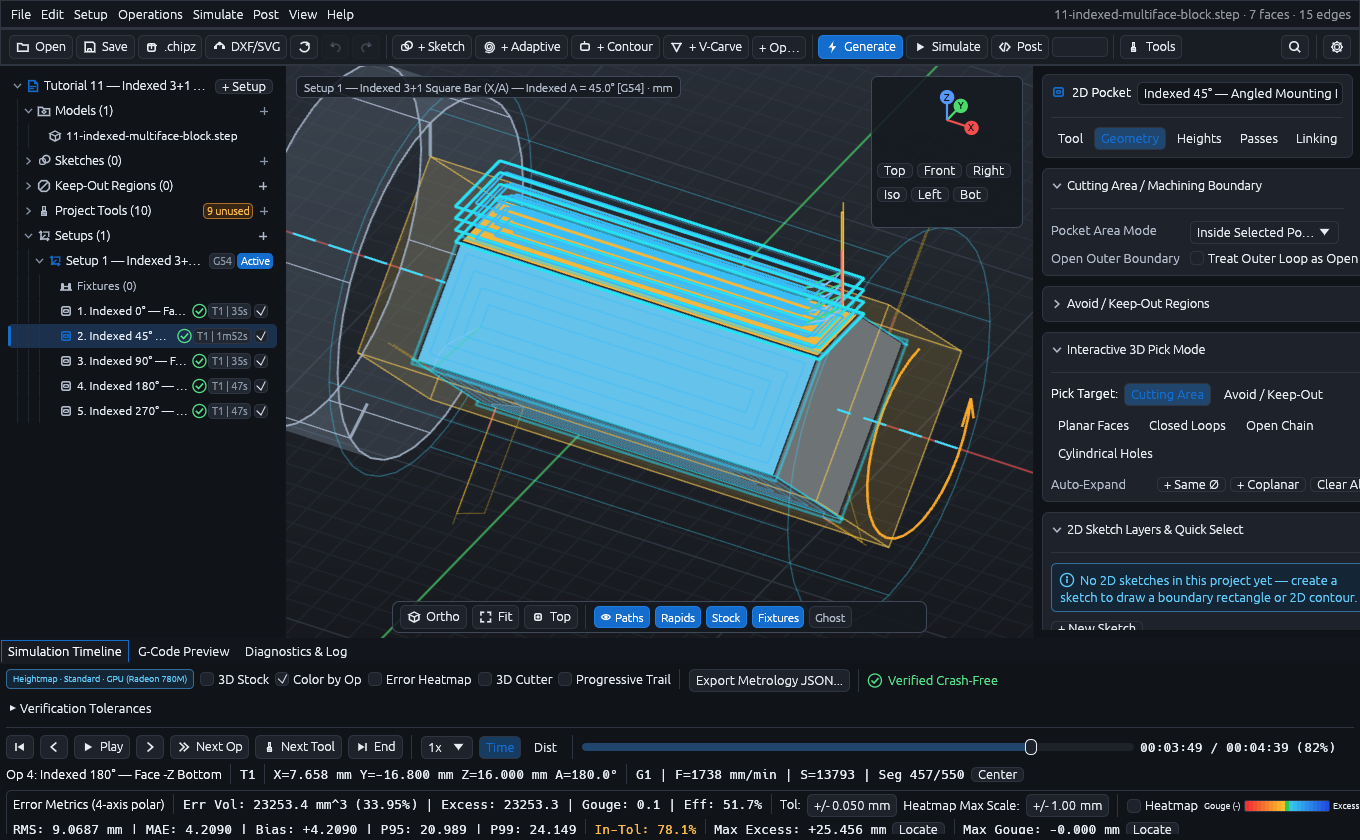 File Edit Setup Operations Simulate Post View Help
11-indexed-multiface-block.step · 7 faces · 15 edges
Open Save .chipz DXF/SVG + Sketch + Adaptive + Contour + V-Carve + Op... Generate Simulate Post Tools
Tutorial 11 — Indexed 3+1 ... + Setup
Models (1) +
11-indexed-multiface-block.step
Sketches (0) +
Keep-Out Regions (0) +
Project Tools (10) 9 unused +
Setups (1) +
Setup 1 — Indexed 3+... G54 Active
Fixtures (0)
1. Indexed 0° — Fa... T1 | 35s
2. Indexed 45° ... T1 | 1m52s
3. Indexed 90° — F... T1 | 35s
4. Indexed 180° — ... T1 | 47s
5. Indexed 270° — ... T1 | 47s
Setup 1 — Indexed 3+1 Square Bar (X/A) — Indexed A = 45.0° [G54] · mm
Z
Y
X
Top Front Right
Iso Left Bot
Ortho Fit Top Paths Rapids Stock Fixtures Ghost
2D Pocket Indexed 45° — Angled Mounting
Tool Geometry Heights Passes Linking
Cutting Area / Machining Boundary
Pocket Area Mode Inside Selected Po...
Open Outer Boundary Treat Outer Loop as Open
Avoid / Keep-Out Regions
Interactive 3D Pick Mode
Pick Target: Cutting Area Avoid / Keep-Out
Planar Faces Closed Loops Open Chain
Cylindrical Holes
Auto-Expand + Same Ø + Coplanar Clear Al
2D Sketch Layers & Quick Select
No 2D sketches in this project yet — create a
sketch to draw a boundary rectangle or 2D contour.
+ New Sketch
Simulation Timeline G-Code Preview Diagnostics & Log
Heightmap · Standard · GPU (Radeon 780M) 3D Stock Color by Op Error Heatmap 3D Cutter Progressive Trail Export Metrology JSON... Verified Crash-Free
Verification Tolerances
Play Next Op Next Tool End 1x Time Dist 00:03:49 / 00:04:39 (82%)
Op 4: Indexed 180° — Face -Z Bottom T1 X=7.658 mm Y=-16.800 mm Z=16.000 mm A=180.0° G1 | F=1738 mm/min | S=13793 | Seg 457/550 Center
Error Metrics (4-axis polar) Err Vol: 23253.4 mm^3 (33.95%) | Excess: 23253.3 | Gouge: 0.1 | Eff: 51.7% Tol: +/-0.050 mm Heatmap Max Scale: +/-1.00 mm Heatmap Gouge (-) Excess
RMS: 9.0687 mm | MAE: 4.2090 | Bias: +4.2090 | P95: 20.989 | P99: 24.149 In-Tol: 78.1% Max Excess: +25.456 mm Locate Max Gouge: -0.000 mm Locate